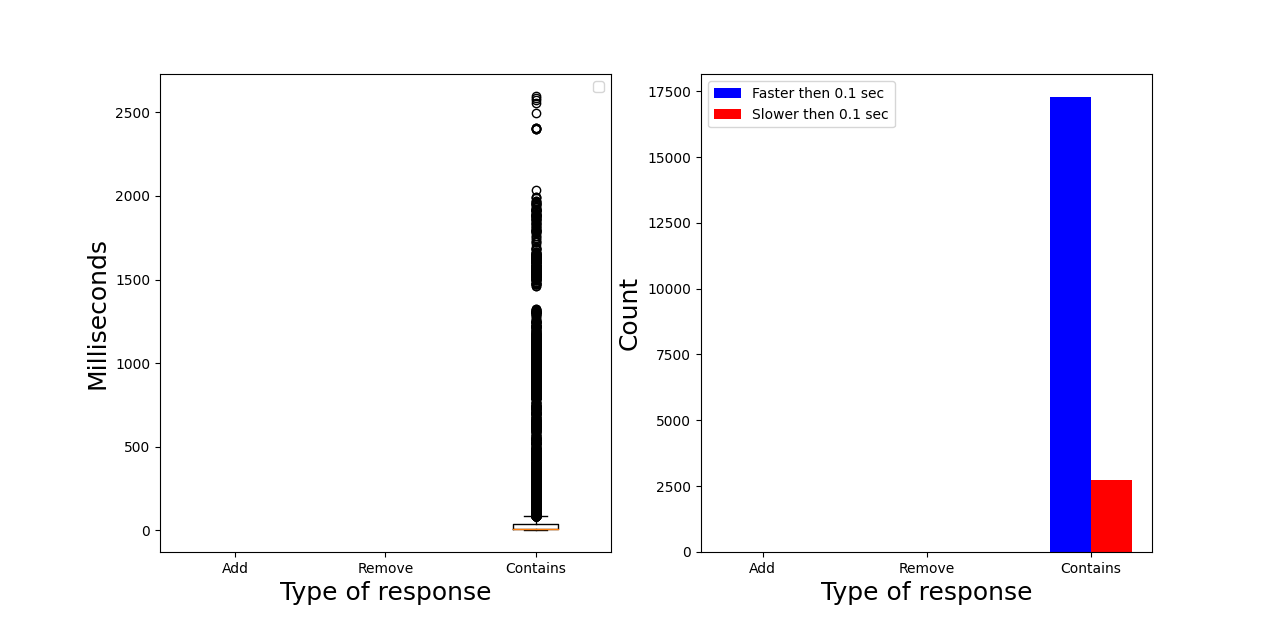 Milliseconds
2500
2000
1500
1000
500
0
Add
Remove
Contains
Type of response
Count
17500
15000
12500
10000
7500
5000
2500
0
Faster then 0.1 sec
Slower then 0.1 sec
Add
Remove
Contains
Type of response